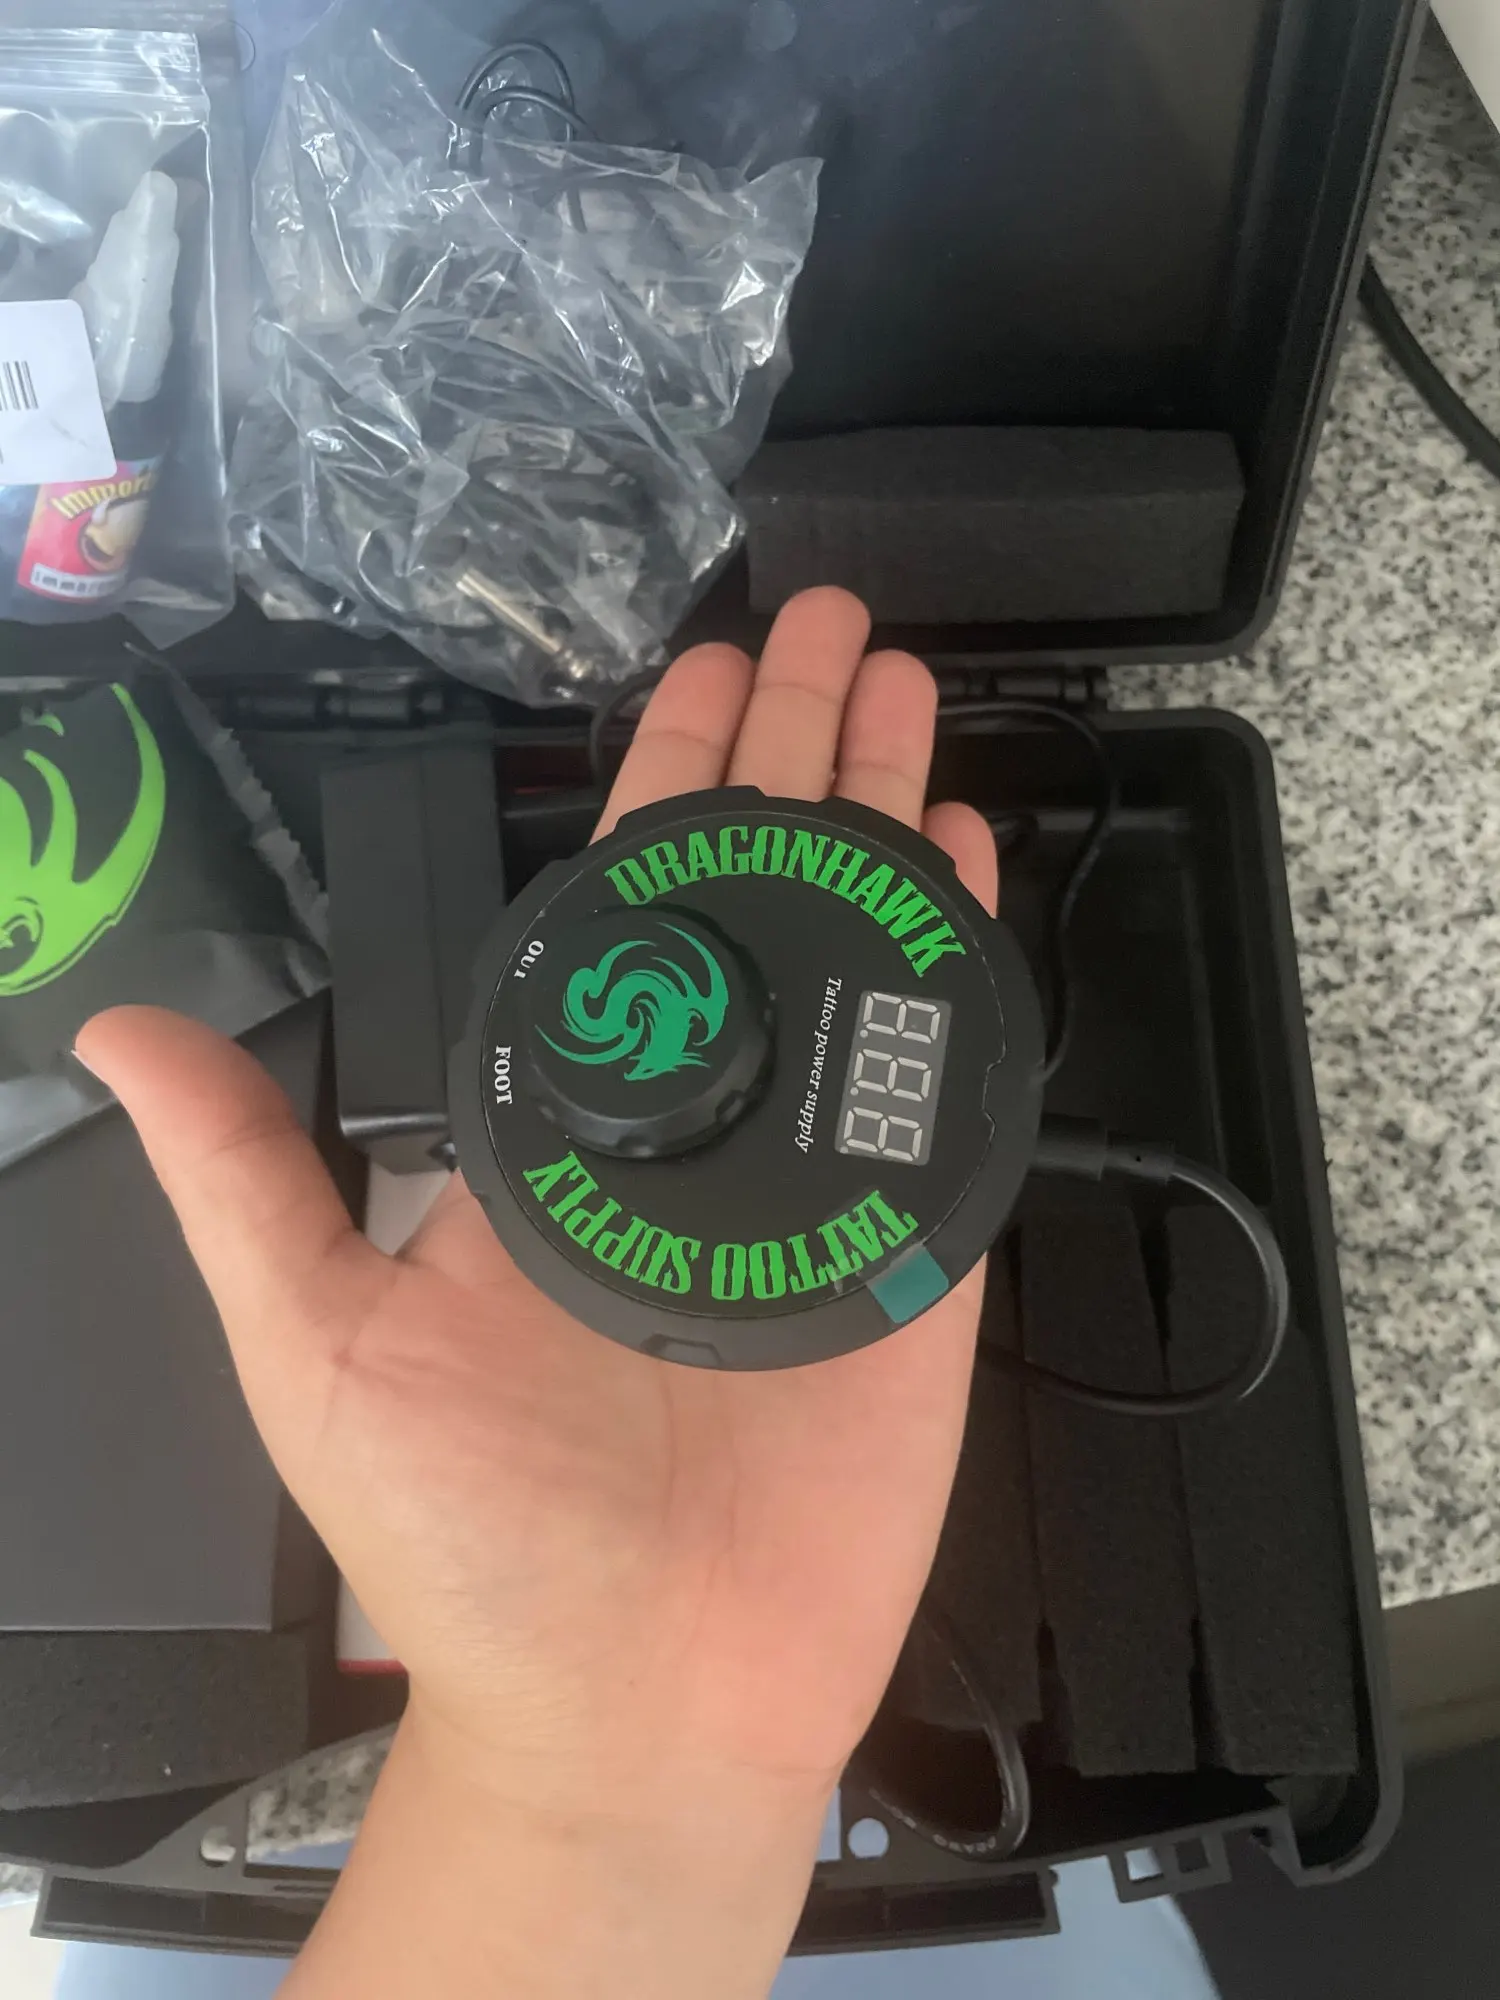 DRAGONHAWK
Tattoo power supply
OUT
FOOT
TATTOO SUPPLY